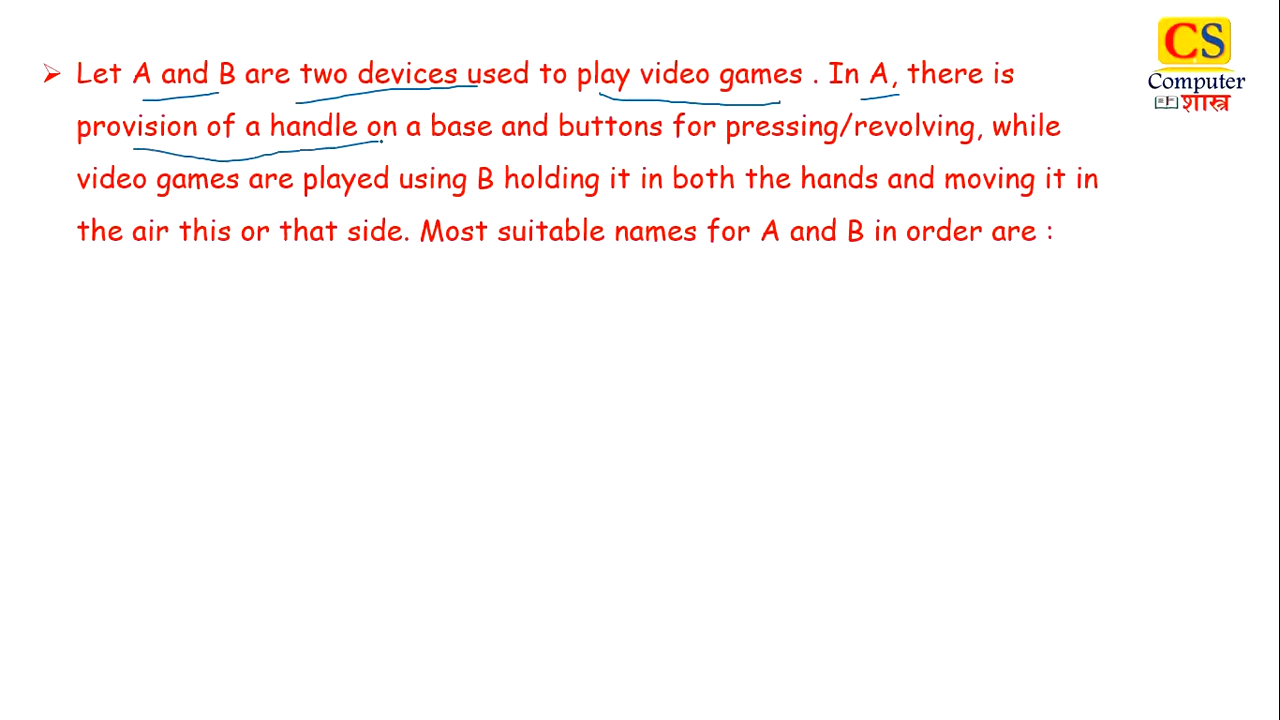 CS
Computer
शास्त्र
➢ Let A and B are two devices used to play video games . In A, there is
provision of a handle on a base and buttons for pressing/revolving, while
video games are played using B holding it in both the hands and moving it in
the air this or that side. Most suitable names for A and B in order are :